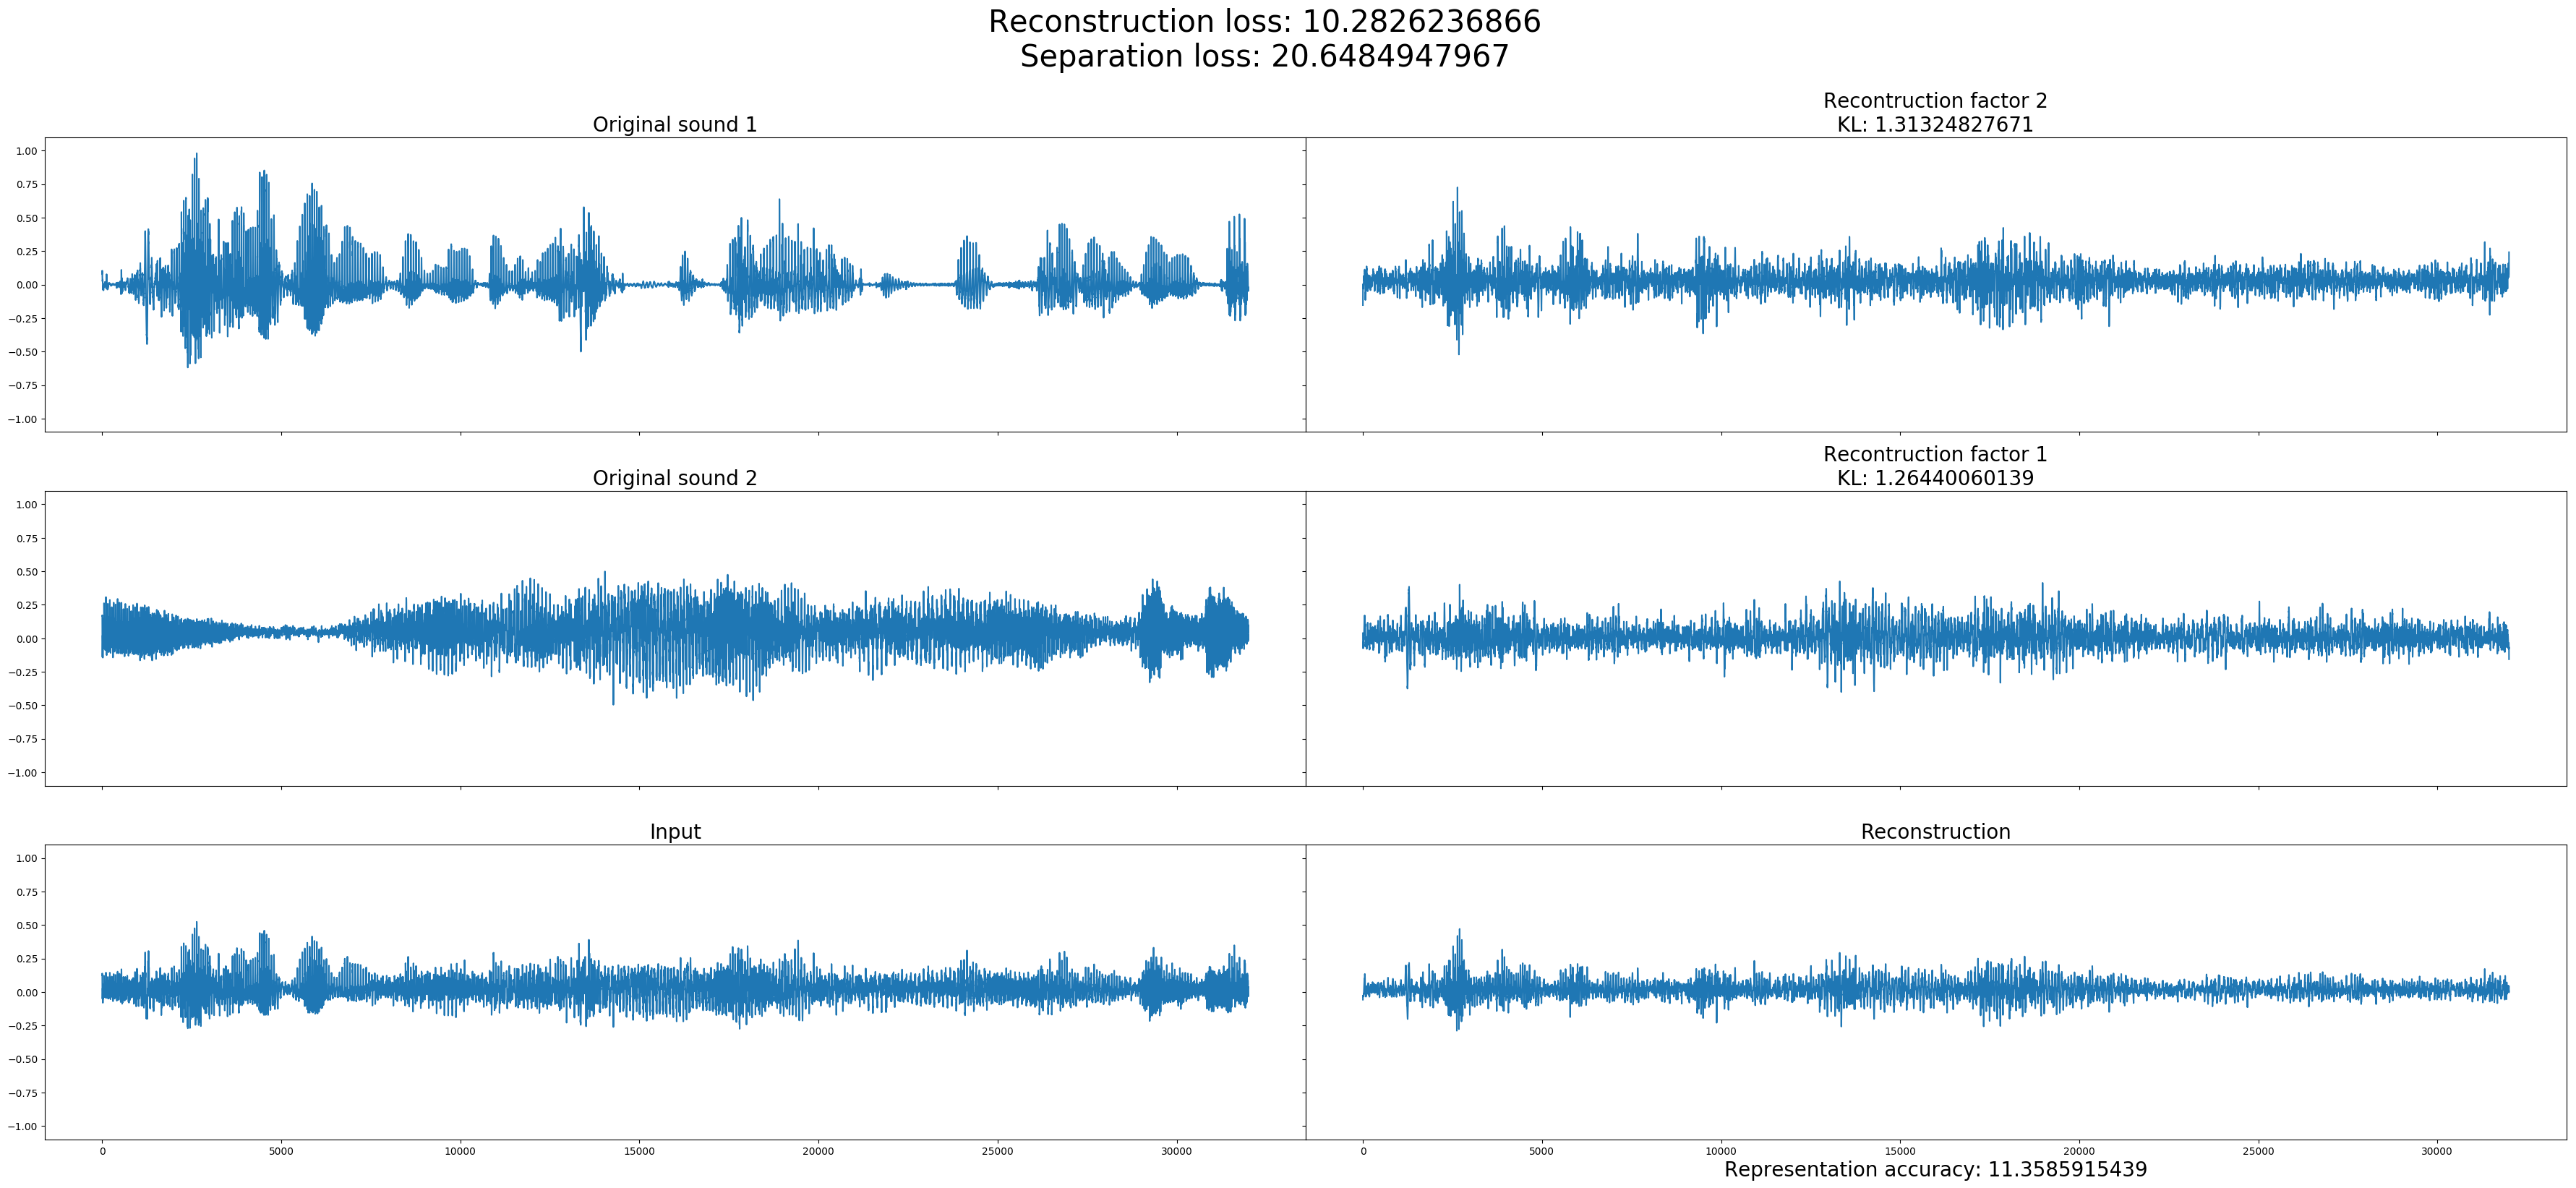 Reconstruction loss: 10.2826236866
Separation loss: 20.6484947967
Original sound 1
Recontruction factor 2
KL: 1.31324827671
1.00
0.75
0.50
0.25
0.00
−0.25
−0.50
−0.75
−1.00
Original sound 2
Recontruction factor 1
KL: 1.26440060139
1.00
0.75
0.50
0.25
0.00
−0.25
−0.50
−0.75
−1.00
Input
Reconstruction
1.00
0.75
0.50
0.25
0.00
−0.25
−0.50
−0.75
−1.00
0 5000 10000 15000 20000 25000 30000
0 5000 10000 15000 20000 25000 30000
Representation accuracy: 11.3585915439